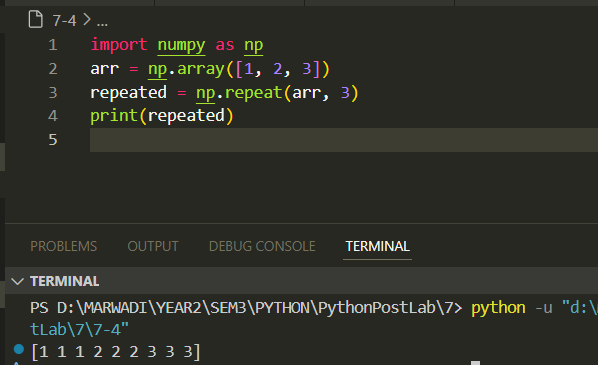 7-4 > ...
1 import numpy as np
2 arr = np.array([1, 2, 3])
3 repeated = np.repeat(arr, 3)
4 print(repeated)
5
PROBLEMS OUTPUT DEBUG CONSOLE TERMINAL
TERMINAL
PS D:\MARWADI\YEAR2\SEM3\PYTHON\PythonPostLab\7> python -u "d:\
tLab\7\7-4"
[1 1 1 2 2 2 3 3 3]